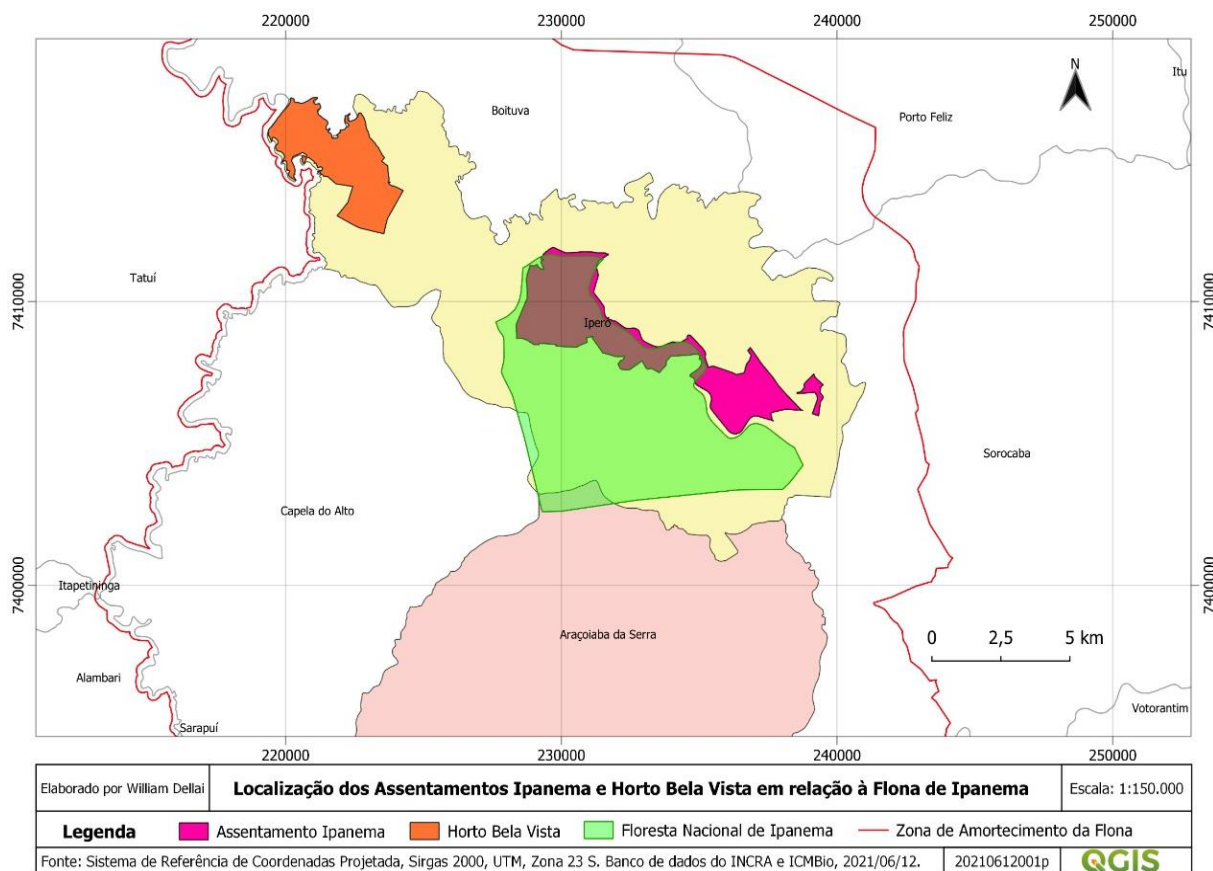 220000 230000 240000 250000
N
Itu
Boituva
Porto Feliz
Tatuí
7410000
7410000
Iperó
Sorocaba
Capela do Alto
Itapetininga
7400000
7400000
Araçoiaba da Serra
0 2,5 5 km
Alambari
Sarapuí
Votorantim
220000 230000 240000 250000
Elaborado por William Dellai Localização dos Assentamentos Ipanema e Horto Bela Vista em relação à Flona de Ipanema Escala: 1:150.000
Legenda Assentamento Ipanema Horto Bela Vista Floresta Nacional de Ipanema Zona de Amortecimento da Flona
Fonte: Sistema de Referência de Coordenadas Projetada, Sirgas 2000, UTM, Zona 23 S. Banco de dados do INCRA e ICMBio, 2021/06/12. 20210612001p QGIS